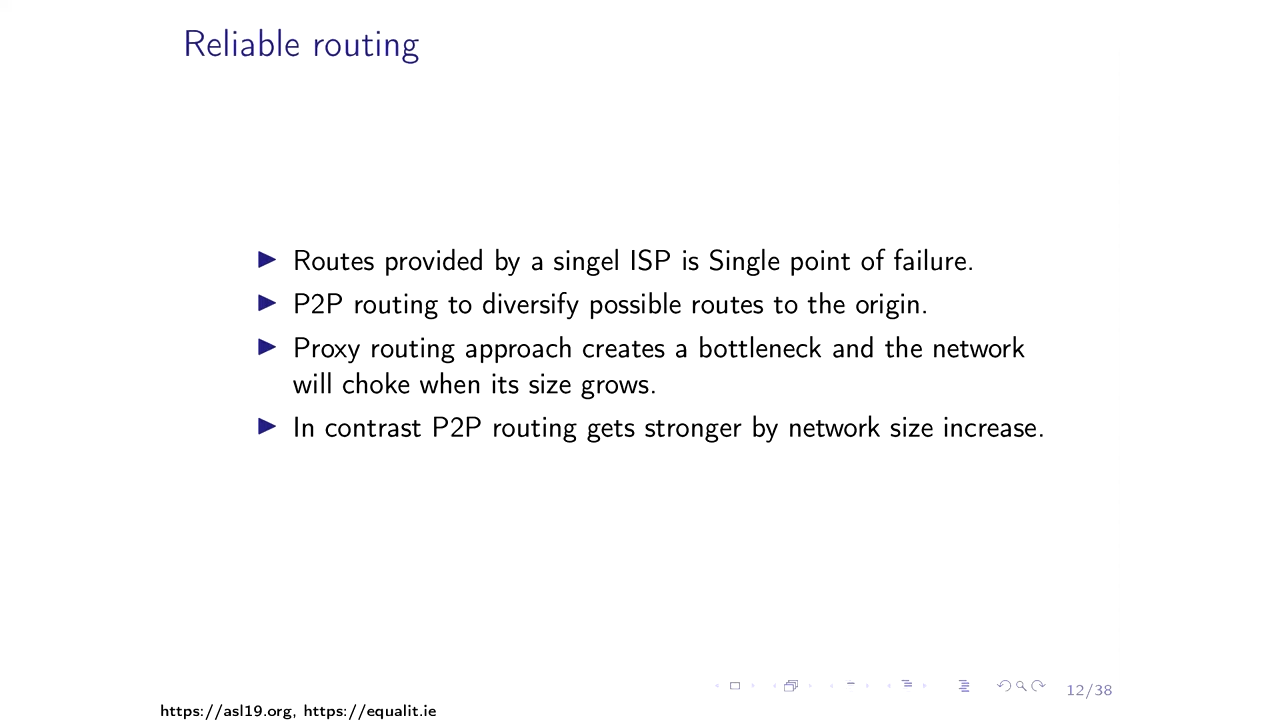 Reliable routing
Routes provided by a singel ISP is Single point of failure.
P2P routing to diversify possible routes to the origin.
Proxy routing approach creates a bottleneck and the network
will choke when its size grows.
In contrast P2P routing gets stronger by network size increase.
12/38
https://asl19.org, https://equalit.ie